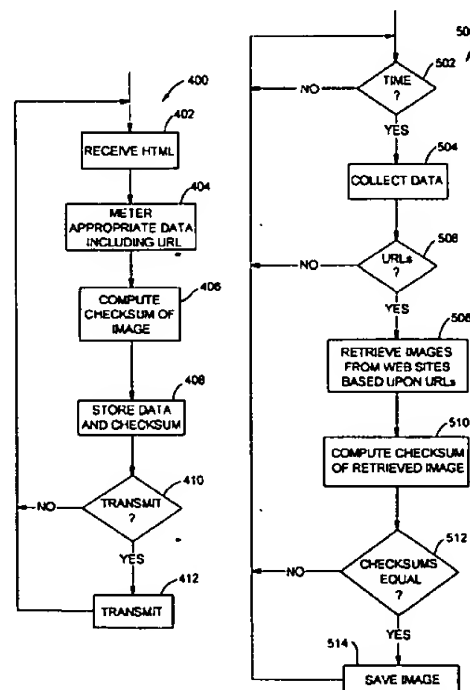 400
402
RECEIVE HTML
404
METER
APPROPRIATE DATA
INCLUDING URL
406
COMPUTE
CHECKSUM OF
IMAGE
408
STORE DATA
AND CHECKSUM
410
TRANSMIT
?
NO
YES
412
TRANSMIT
50
502
TIME
?
NO
YES
504
COLLECT DATA
508
URLs
?
NO
YES
506
RETRIEVE IMAGES
FROM WEB SITES
BASED UPON URLs
510
COMPUTE CHECKSUM
OF RETRIEVED IMAGE
512
CHECKSUMS
EQUAL
?
NO
YES
514
SAVE IMAGE